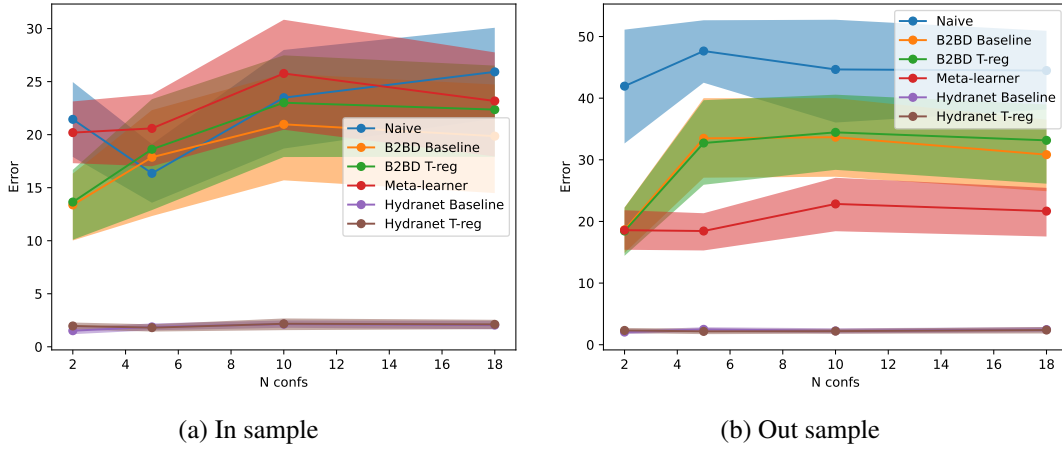 30
25
20
15
10
5
0
Error
2
4
6
8
10
12
14
16
18
N confs
Naive
B2BD Baseline
B2BD T-reg
Meta-learner
Hydranet Baseline
Hydranet T-reg
(a) In sample
50
40
30
20
10
0
Error
2
4
6
8
10
12
14
16
18
N confs
Naive
B2BD Baseline
B2BD T-reg
Meta-learner
Hydranet Baseline
Hydranet T-reg
(b) Out sample